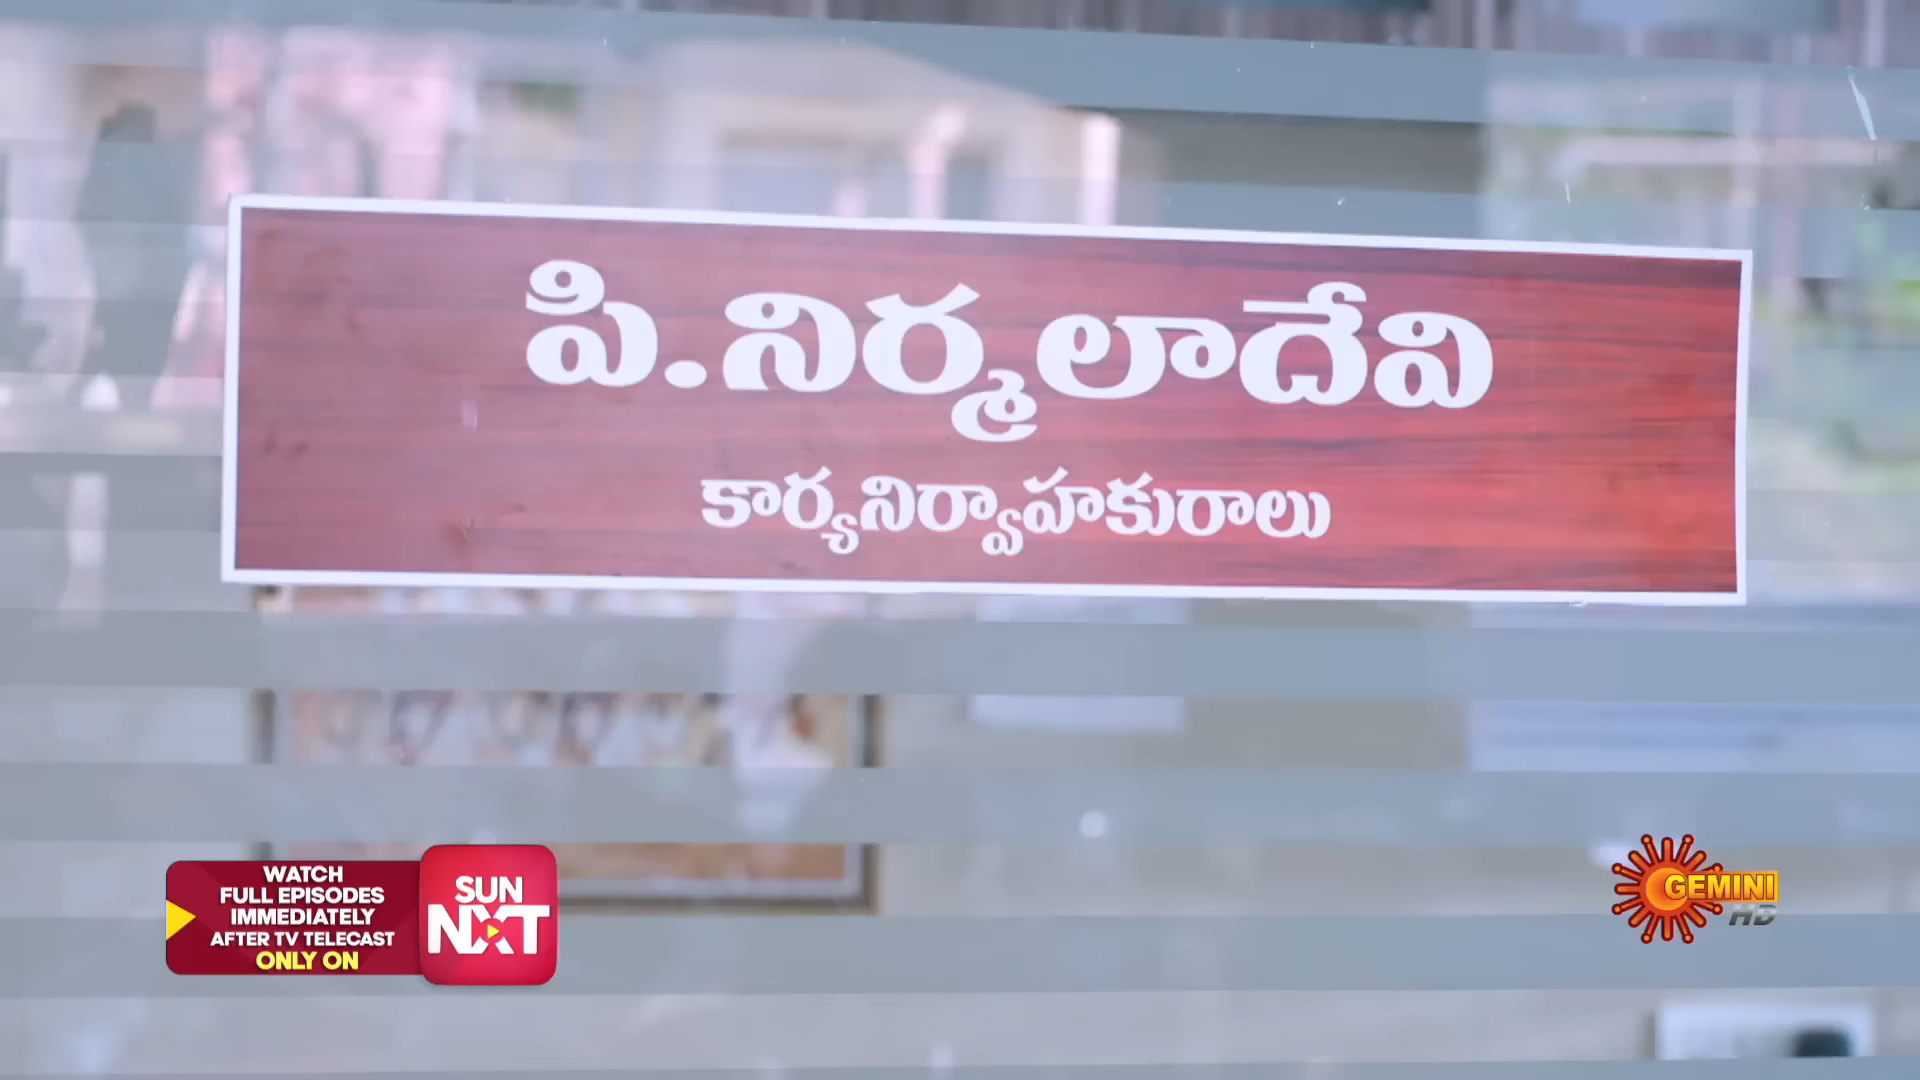 పి.నిర్మలాదేవి
కార్యనిర్వాహకురాలు
WATCH
FULL EPISODES
IMMEDIATELY
AFTER TV TELECAST
ONLY ON
SUN
NXT
GEMINI
HD